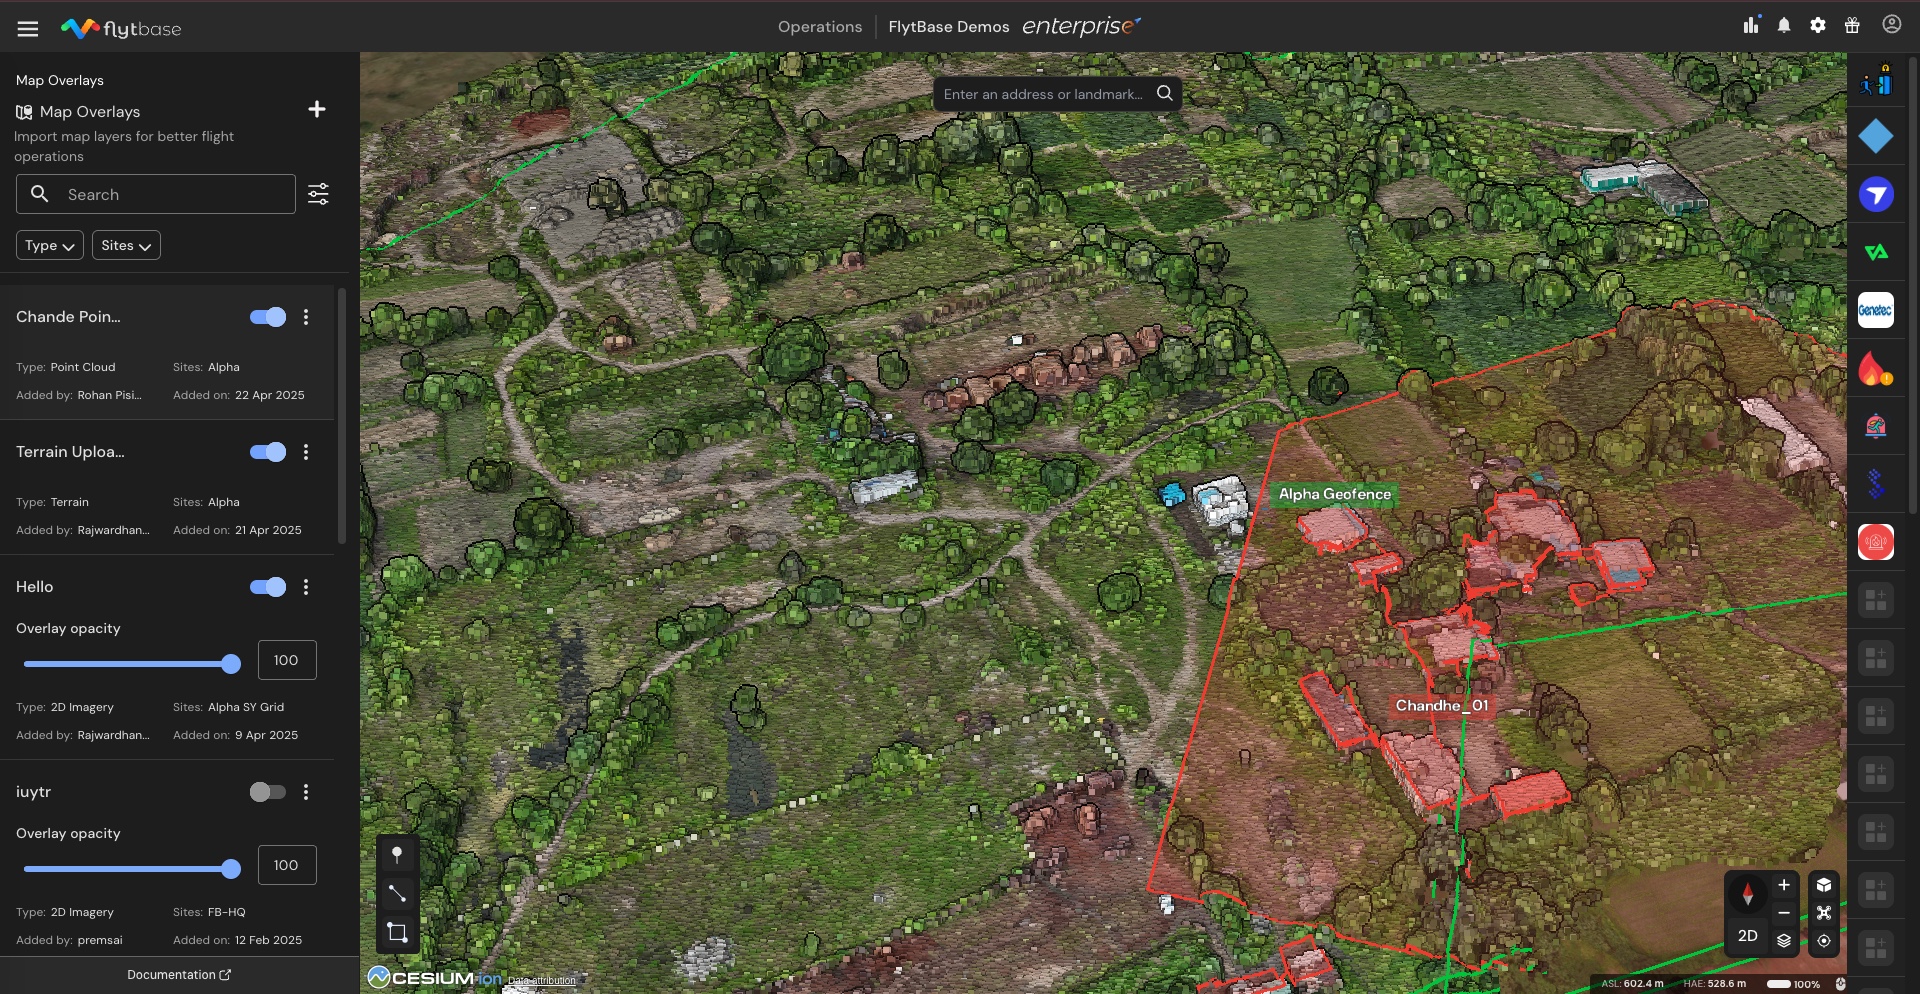 flytbase
Operations
FlytBase Demos enterprise
Map Overlays
Map Overlays
Import map layers for better flight
operations
Search
Type
Sites
Chande Poin...
Type: Point Cloud
Sites: Alpha
Added by: Rohan Pisi...
Added on: 22 Apr 2025
Terrain Uploa...
Type: Terrain
Sites: Alpha
Added by: Rajwardhan...
Added on: 21 Apr 2025
Hello
Overlay opacity
100
Type: 2D Imagery
Sites: Alpha SY Grid
Added by: Rajwardhan...
Added on: 9 Apr 2025
iuytr
Overlay opacity
100
Type: 2D Imagery
Sites: FB-HQ
Added by: premsai
Added on: 12 Feb 2025
Documentation
Enter an address or landmark...
Alpha Geofence
Chandhe_01
CESIUM ion
Data attribution
Genetec
2D
ASL: 602.4 m
HAE: 528.6 m
100%